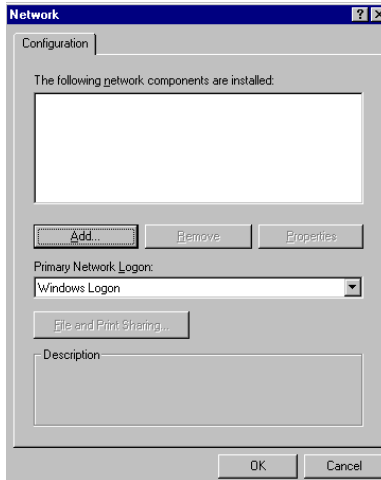 Network
Configuration
The following network components are installed:
Add...
Remove
Properties
Primary Network Logon:
Windows Logon
File and Print Sharing...
Description
OK
Cancel